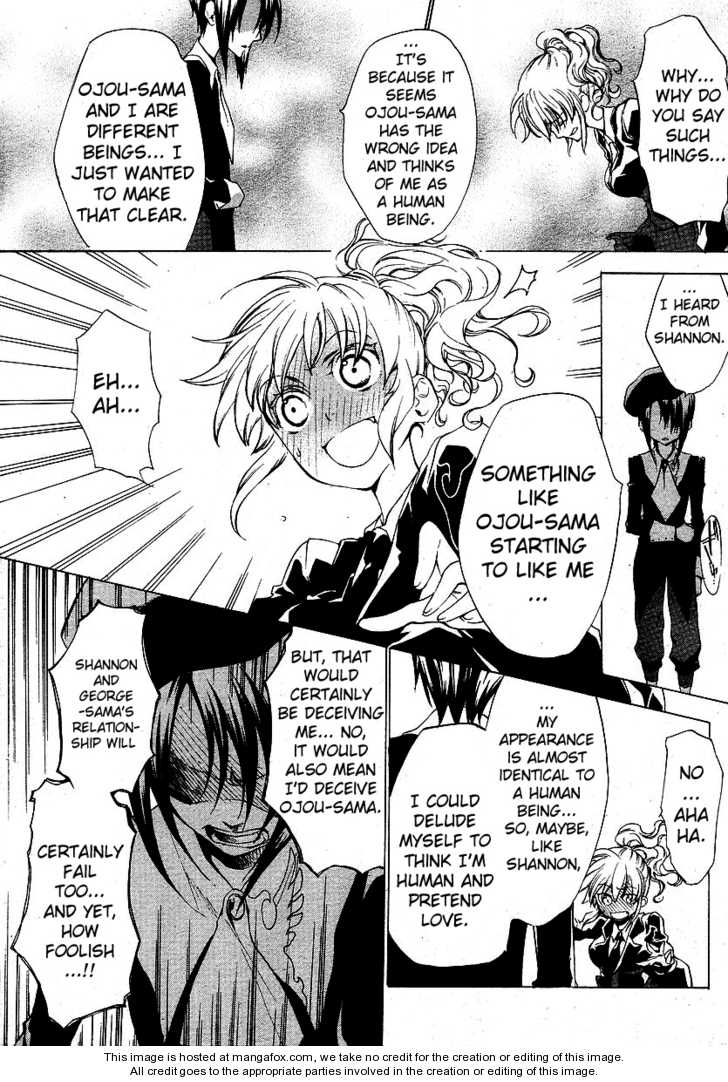 WHY...
WHY DO
YOU SAY
SUCH
THINGS...
...
IT'S
BECAUSE IT
SEEMS
OJOU-SAMA
HAS THE
WRONG IDEA
AND THINKS
OF ME AS
A HUMAN
BEING.
OJOU-SAMA
AND I ARE
DIFFERENT
BEINGS... I
JUST WANTED
TO MAKE
THAT CLEAR.
...
I HEARD
FROM
SHANNON.
SOMETHING
LIKE
OJOU-SAMA
STARTING
TO LIKE ME
...
EH...
AH...
NO
...
AHA
HA.
...
MY
APPEARANCE
IS ALMOST
IDENTICAL TO
A HUMAN
BEING...
SO, MAYBE,
LIKE
SHANNON,
I COULD
DELUDE
MYSELF TO
THINK I'M
HUMAN AND
PRETEND
LOVE.
BUT, THAT
WOULD
CERTAINLY
BE DECEIVING
ME... NO,
IT WOULD
ALSO MEAN
I'D DECEIVE
OJOU-SAMA.
SHANNON
AND
GEORGE
-SAMA'S
RELATION-
SHIP WILL
CERTAINLY
FAIL
TOO...
AND YET,
HOW
FOOLISH
...!!
This image is hosted at mangafox.com, we take no credit for the creation or editing of this image.
All credit goes to the appropriate parties involved in the creation or editing of this image.